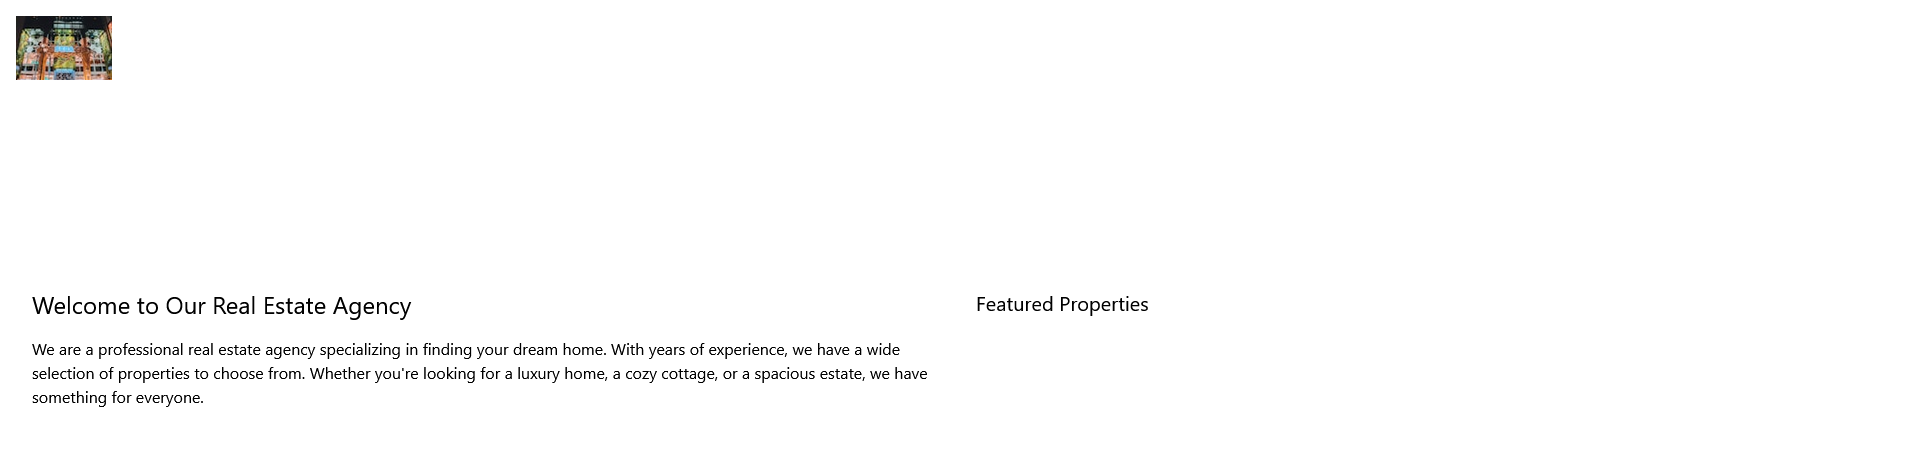 Welcome to Our Real Estate Agency
We are a professional real estate agency specializing in finding your dream home. With years of experience, we have a wide
selection of properties to choose from. Whether you're looking for a luxury home, a cozy cottage, or a spacious estate, we have
something for everyone.
Featured Properties